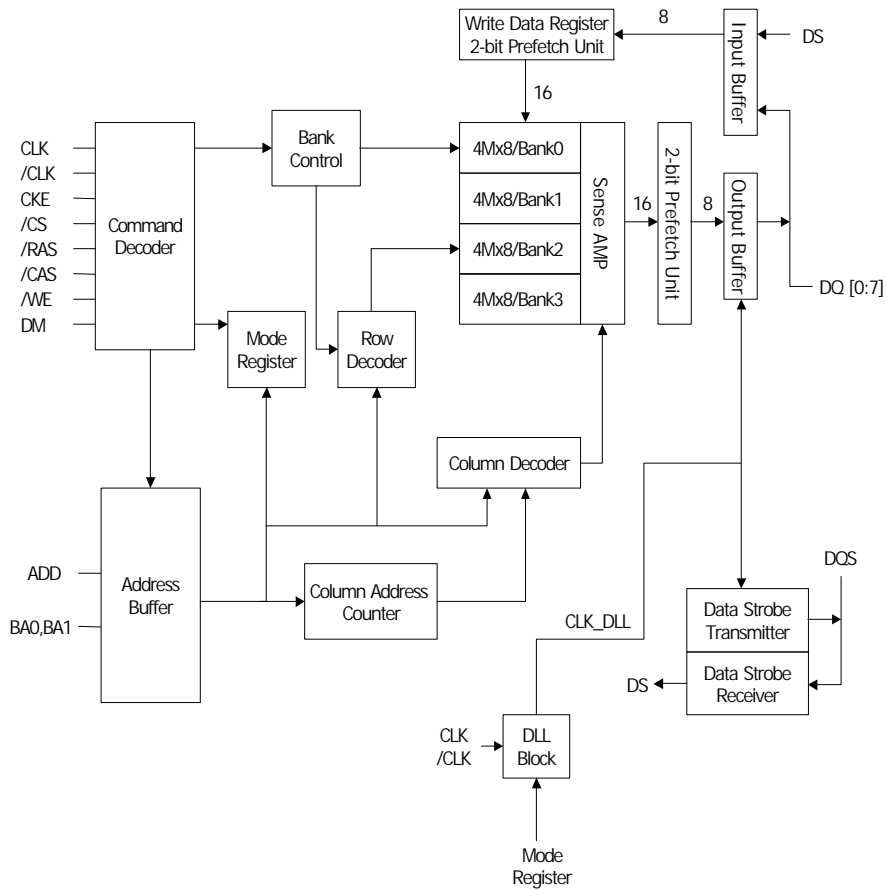 Write Data Register
2-bit Prefetch Unit
8
Input Buffer
DS
16
Bank
Control
4Mx8/Bank0
4Mx8/Bank1
4Mx8/Bank2
4Mx8/Bank3
Sense AMP
16
2-bit Prefetch Unit
8
Output Buffer
DQ [0:7]
CLK
/CLK
CKE
/CS
/RAS
/CAS
/WE
DM
Command
Decoder
Mode
Register
Row
Decoder
Column Decoder
ADD
BA0,BA1
Address
Buffer
Column Address
Counter
CLK_DLL
DQS
Data Strobe
Transmitter
Data Strobe
Receiver
DS
CLK
/CLK
DLL
Block
Mode
Register